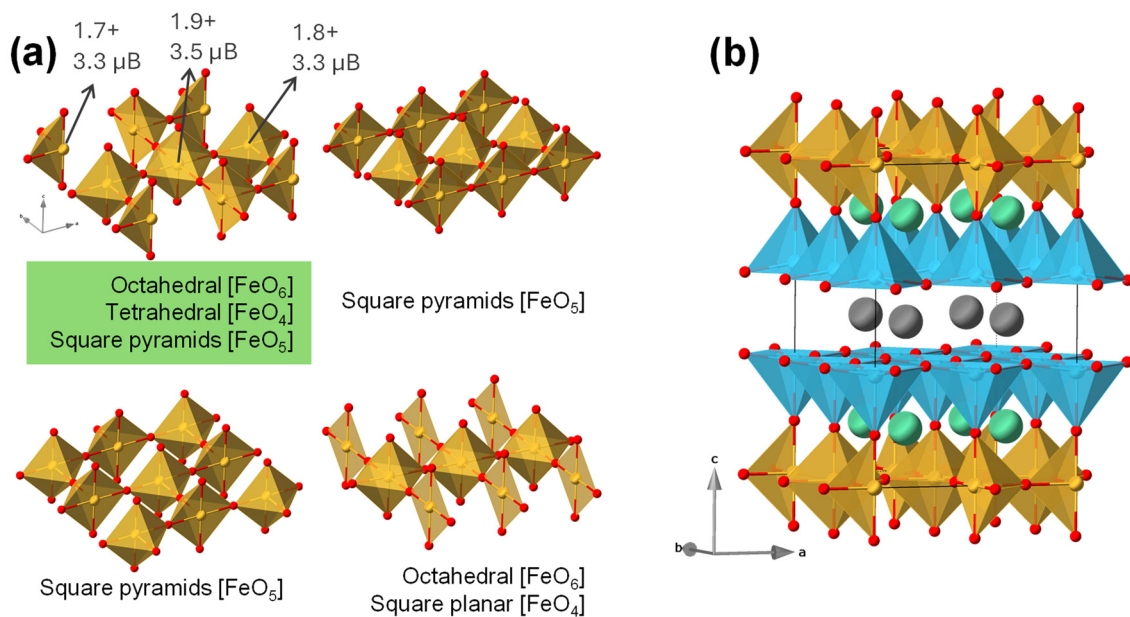 (a)
1.7+
3.3 μB
1.9+
3.5 μB
1.8+
3.3 μB
c
b
a
Octahedral [FeO₆]
Tetrahedral [FeO₄]
Square pyramids [FeO₅]
Square pyramids [FeO₅]
Square pyramids [FeO₅]
Octahedral [FeO₆]
Square planar [FeO₄]
(b)
c
b
a